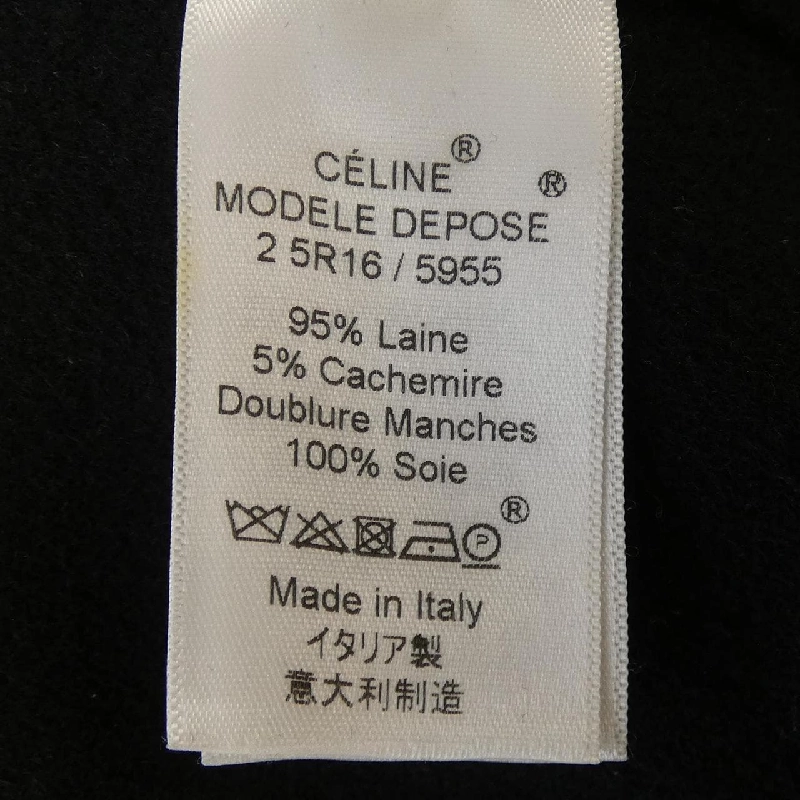 CÉLINE®
MODELE DEPOSE ®
2 5R16 / 5955
95% Laine
5% Cachemire
Doublure Manches
100% Soie
P ®
Made in Italy
イタリア製
意大利制造